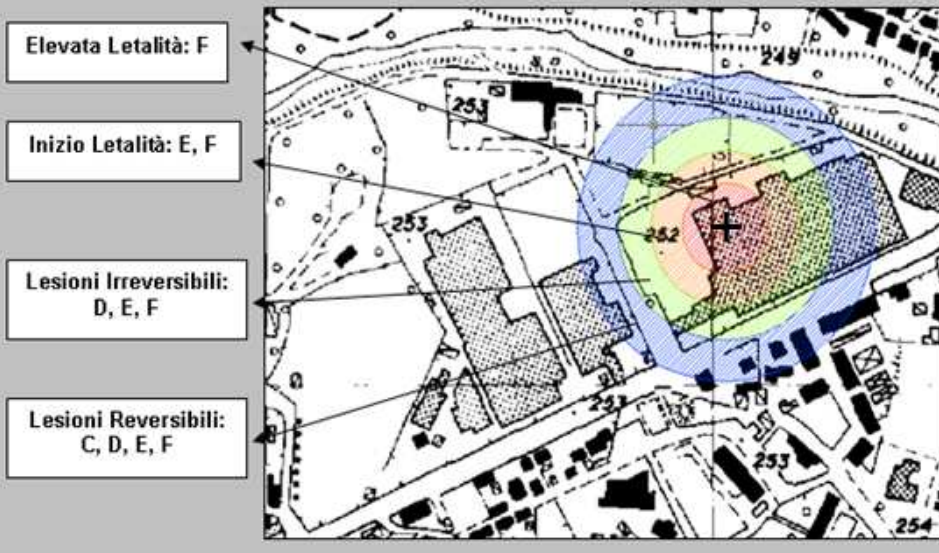 Elevata Letalità: F
Inizio Letalità: E, F
Lesioni Irreversibili:
D, E, F
Lesioni Reversibili:
C, D, E, F
249
253
253
252
253
253
254